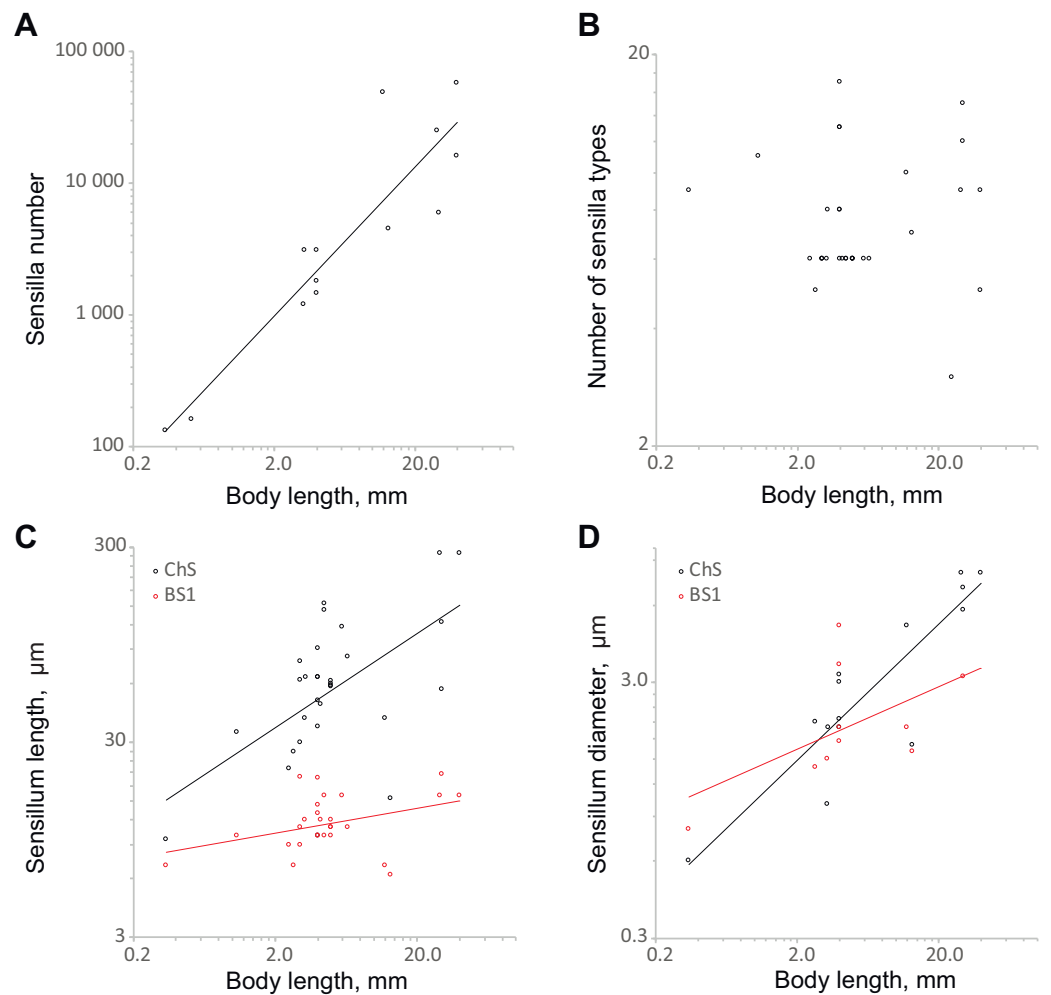 A
100 000
10 000
1 000
100
0.2
2.0
20.0
Sensilla number
Body length, mm
B
20
2
0.2
2.0
20.0
Number of sensilla types
Body length, mm
C
300
30
3
0.2
2.0
20.0
ChS
BS1
Sensillum length, µm
Body length, mm
D
3.0
0.3
0.2
2.0
20.0
ChS
BS1
Sensillum diameter, µm
Body length, mm